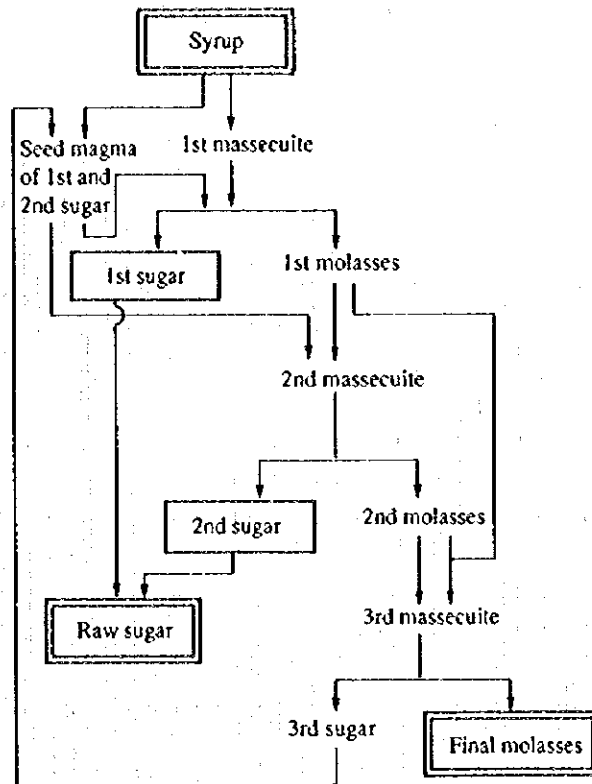 Syrup
Seed magma
of 1st and
2nd sugar
1st massecuite
1st sugar
1st molasses
2nd massecuite
2nd sugar
2nd molasses
Raw sugar
3rd massecuite
3rd sugar
Final molasses